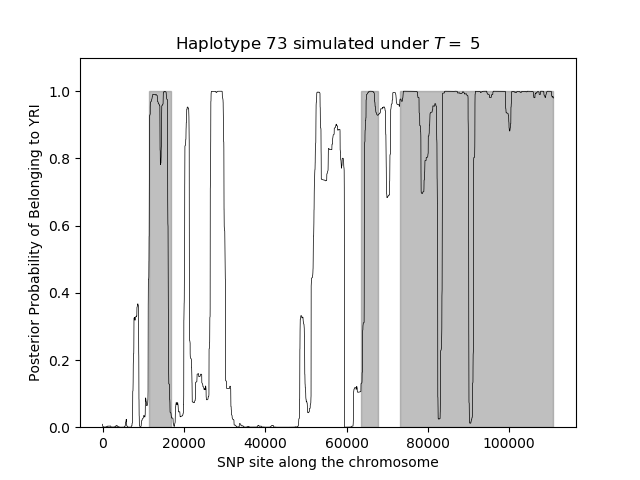 Haplotype 73 simulated under T = 5
Posterior Probability of Belonging to YRI
1.0
0.8
0.6
0.4
0.2
0.0
0 20000 40000 60000 80000 100000
SNP site along the chromosome